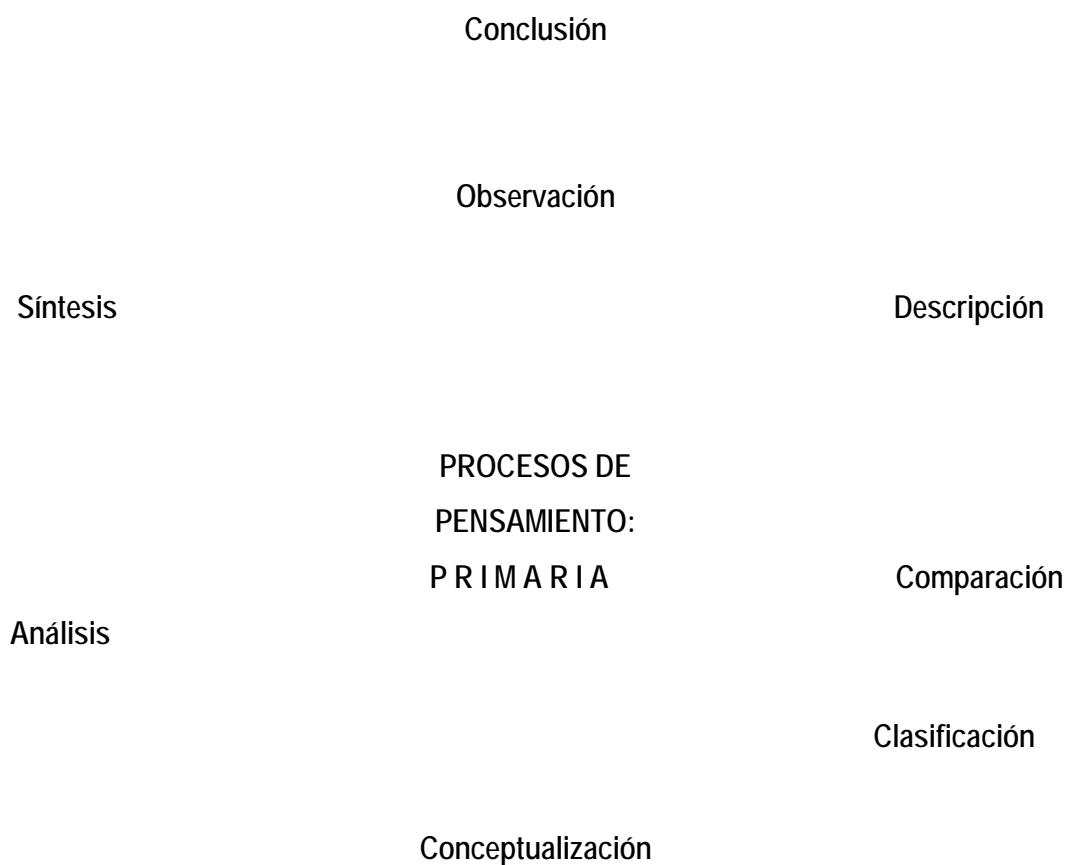 Conclusión
Observación
Síntesis
Descripción
PROCESOS DE
PENSAMIENTO:
P R I M A R I A
Comparación
Análisis
Clasificación
Conceptualización